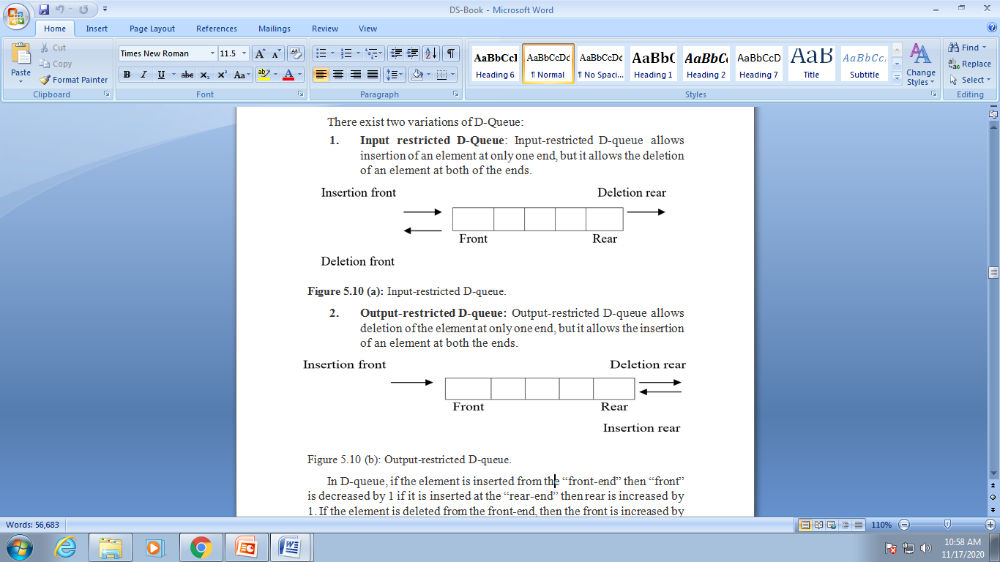 DS-Book - Microsoft Word
Home Insert Page Layout References Mailings Review View
Paste
Cut
Copy
Format Painter
Clipboard
Times New Roman 11.5
B I U abc x₂ x² Aa
Font
Paragraph
AaBbCcI AaBbCcDd AaBbCcDd AaBbC AaBbCc AaBbCcD AaB AaBbCc.
Heading 6 ¶ Normal ¶ No Spaci... Heading 1 Heading 2 Heading 7 Title Subtitle
Change
Styles
Styles
Find
Replace
Select
Editing
There exist two variations of D-Queue:
1. Input restricted D-Queue: Input-restricted D-queue allows
insertion of an element at only one end, but it allows the deletion
of an element at both of the ends.
Insertion front Deletion rear
Front Rear
Deletion front
Figure 5.10 (a): Input-restricted D-queue.
2. Output-restricted D-queue: Output-restricted D-queue allows
deletion of the element at only one end, but it allows the insertion
of an element at both the ends.
Insertion front Deletion rear
Front Rear
Insertion rear
Figure 5.10 (b): Output-restricted D-queue.
In D-queue, if the element is inserted from the “front-end” then “front”
is decreased by 1 if it is inserted at the “rear-end” then rear is increased by
1. If the element is deleted from the front-end, then the front is increased by
Words: 56,683 110%
10:58 AM
11/17/2020